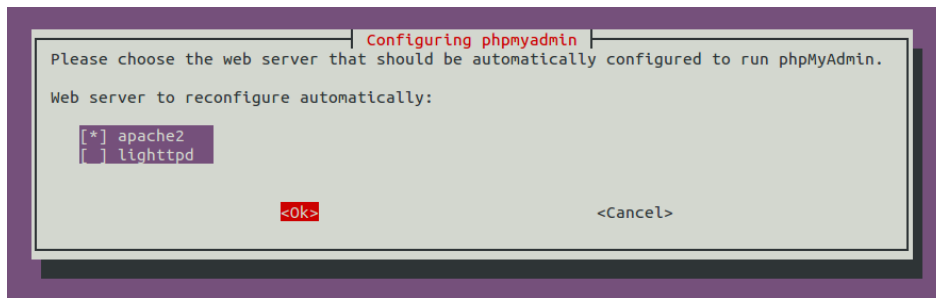 Configuring phpmyadmin
Please choose the web server that should be automatically configured to run phpMyAdmin.
Web server to reconfigure automatically:
[*] apache2
[ ] lighttpd
<Ok> <Cancel>